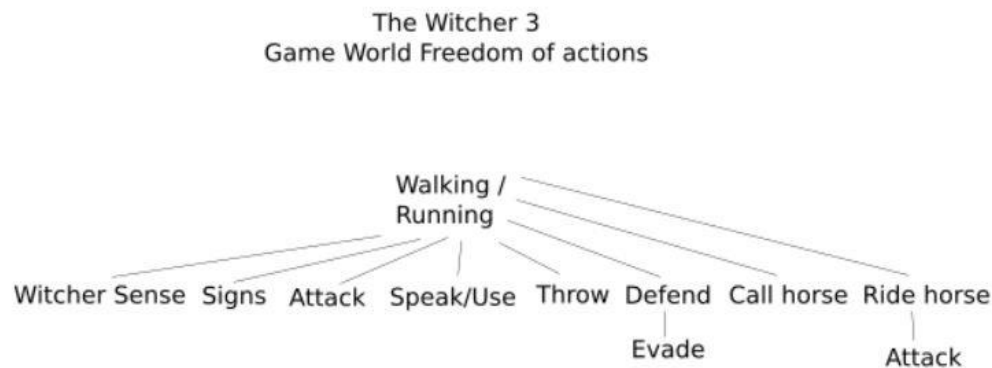 The Witcher 3
Game World Freedom of actions
Walking /
Running
Witcher Sense Signs Attack Speak/Use Throw Defend Call horse Ride horse
Evade Attack